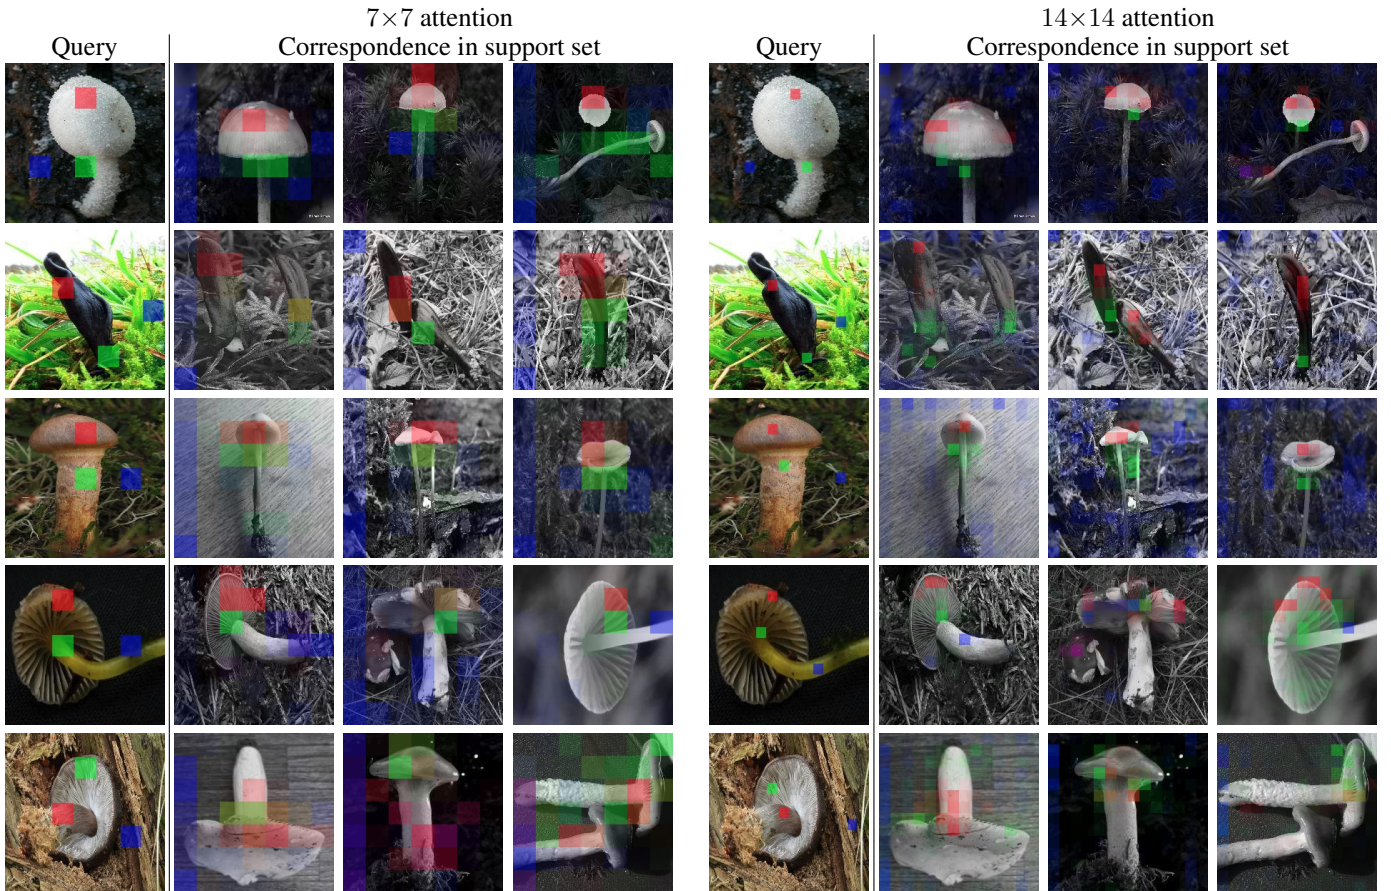 7×7 attention
14×14 attention
Query
Correspondence in support set
Query
Correspondence in support set